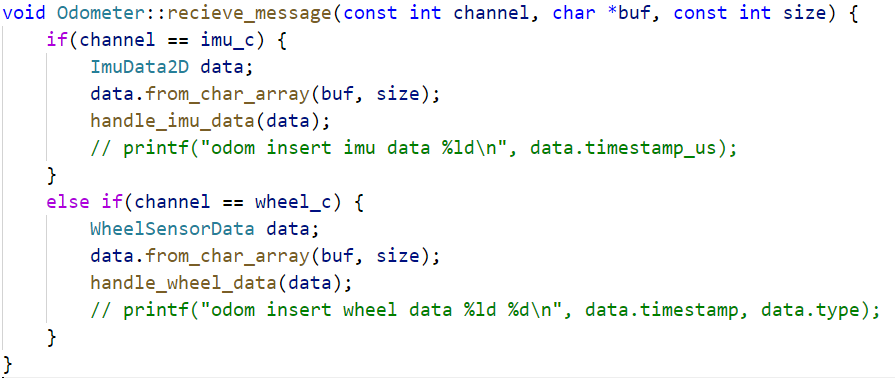 void Odometer::recieve_message(const int channel, char *buf, const int size) {
    if(channel == imu_c) {
        ImuData2D data;
        data.from_char_array(buf, size);
        handle_imu_data(data);
        // printf("odom insert imu data %ld\n", data.timestamp_us);
    }
    else if(channel == wheel_c) {
        WheelSensorData data;
        data.from_char_array(buf, size);
        handle_wheel_data(data);
        // printf("odom insert wheel data %ld %d\n", data.timestamp, data.type);
    }
}